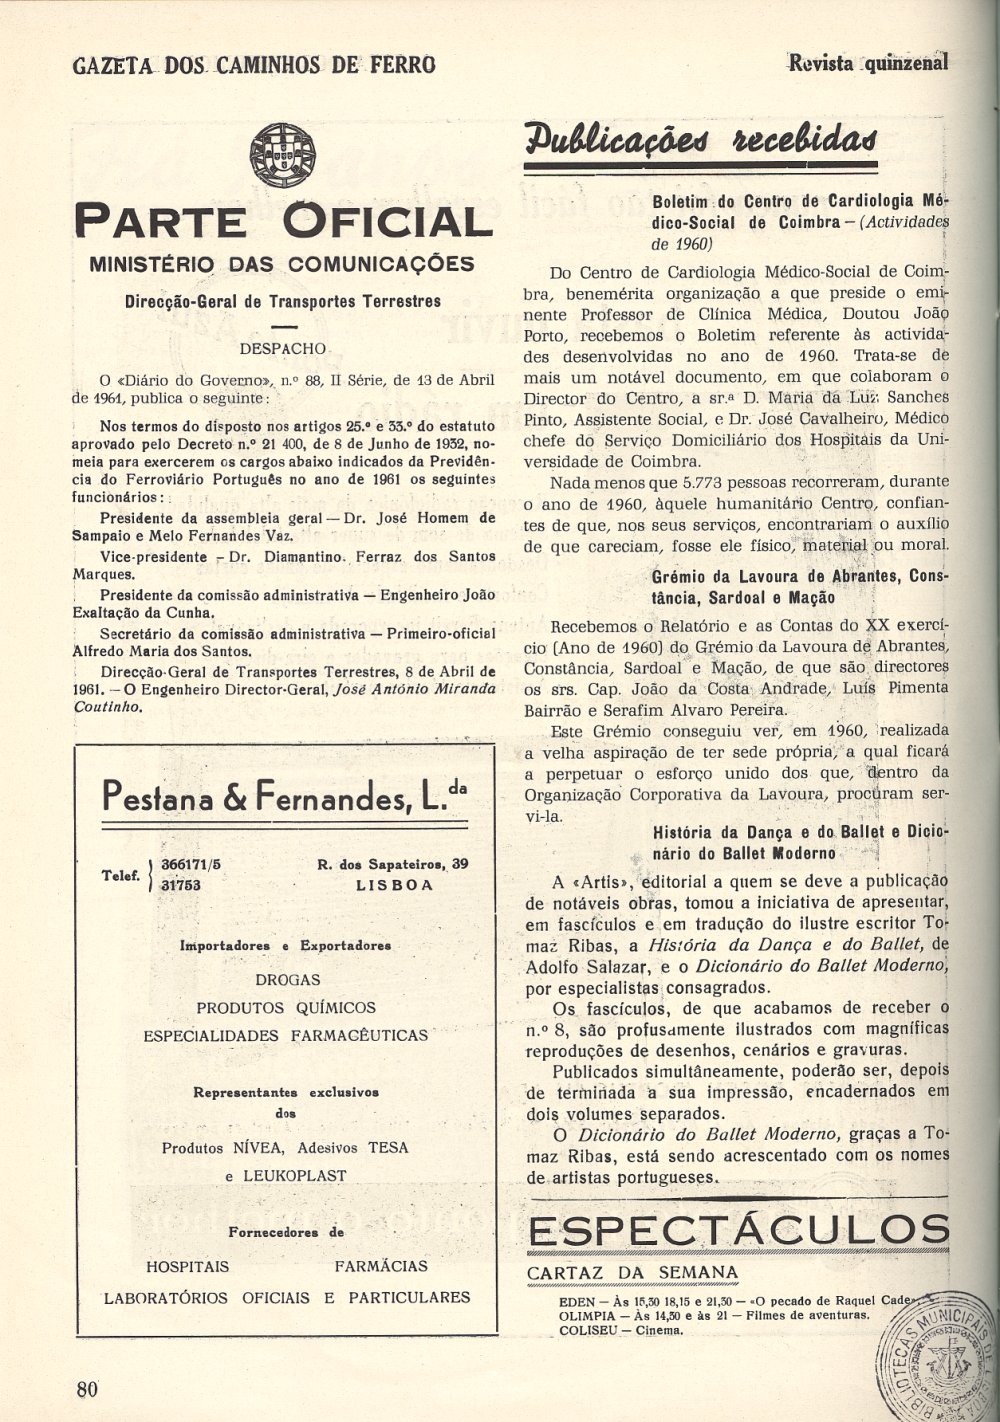 GAZETA DOS CAMINHOS DE FERRO
Revista quinzenal
PARTE OFICIAL
MINISTÉRIO DAS COMUNICAÇÕES
Direcção-Geral de Transportes Terrestres
DESPACHO
O «Diário do Governo», n.º 88, II Série, de 13 de Abril
de 1961, publica o seguinte:
Nos termos do disposto nos artigos 25.º e 33.º do estatuto
aprovado pelo Decreto n.º 21 400, de 8 de Junho de 1932, no-
meia para exercerem os cargos abaixo indicados da Previdên-
cia do Ferroviário Português no ano de 1961 os seguintes
funcionários:
Presidente da assembleia geral — Dr. José Homem de
Sampaio e Melo Fernandes Vaz.
Vice-presidente — Dr. Diamantino Ferraz dos Santos
Marques.
Presidente da comissão administrativa — Engenheiro João
Exaltação da Cunha.
Secretário da comissão administrativa — Primeiro-oficial
Alfredo Maria dos Santos.
Direcção-Geral de Transportes Terrestres, 8 de Abril de
1961. — O Engenheiro Director-Geral, José António Miranda
Coutinho.
Pestana & Fernandes, L.da
Telef. 366171/5
31753
R. dos Sapateiros, 39
LISBOA
Importadores e Exportadores
DROGAS
PRODUTOS QUÍMICOS
ESPECIALIDADES FARMACÊUTICAS
Representantes exclusivos
dos
Produtos NÍVEA, Adesivos TESA
e LEUKOPLAST
Fornecedores de
HOSPITAIS FARMÁCIAS
LABORATÓRIOS OFICIAIS E PARTICULARES
80
Publicações recebidas
Boletim do Centro de Cardiologia Mé-
dico-Social de Coimbra — (Actividades
de 1960)
Do Centro de Cardiologia Médico-Social de Coim-
bra, benemérita organização a que preside o emi-
nente Professor de Clínica Médica, Doutou João
Porto, recebemos o Boletim referente às activida-
des desenvolvidas no ano de 1960. Trata-se de
mais um notável documento, em que colaboram o
Director do Centro, a sr.ª D. Maria da Luz Sanches
Pinto, Assistente Social, e Dr. José Cavalheiro, Médico
chefe do Serviço Domiciliário dos Hospitais da Uni-
versidade de Coimbra.
Nada menos que 5.773 pessoas recorreram, durante
o ano de 1960, àquele humanitário Centro, confian-
tes de que, nos seus serviços, encontrariam o auxílio
de que careciam, fosse ele físico, material ou moral.
Grémio da Lavoura de Abrantes, Cons-
tância, Sardoal e Mação
Recebemos o Relatório e as Contas do XX exercí-
cio (Ano de 1960) do Grémio da Lavoura de Abrantes,
Constância, Sardoal e Mação, de que são directores
os srs. Cap. João da Costa Andrade, Luís Pimenta
Bairrão e Serafim Alvaro Pereira.
Este Grémio conseguiu ver, em 1960, realizada
a velha aspiração de ter sede própria, a qual ficará
a perpetuar o esforço unido dos que, dentro da
Organização Corporativa da Lavoura, procuram ser-
vi-la.
História da Dança e do Ballet e Dicio-
nário do Ballet Moderno
A «Artis», editorial a quem se deve a publicação
de notáveis obras, tomou a iniciativa de apresentar,
em fascículos e em tradução do ilustre escritor To-
maz Ribas, a História da Dança e do Ballet, de
Adolfo Salazar, e o Dicionário do Ballet Moderno,
por especialistas consagrados.
Os fascículos, de que acabamos de receber o
n.º 8, são profusamente ilustrados com magníficas
reproduções de desenhos, cenários e gravuras.
Publicados simultâneamente, poderão ser, depois
de terminada a sua impressão, encadernados em
dois volumes separados.
O Dicionário do Ballet Moderno, graças a To-
maz Ribas, está sendo acrescentado com os nomes
de artistas portugueses.
ESPECTÁCULOS
CARTAZ DA SEMANA
EDEN — Às 15,30 18,15 e 21,30 — «O pecado de Raquel Cade».
OLIMPIA — Às 14,30 e às 21 — Filmes de aventuras.
COLISEU — Cinema.
BIBLIOTECAS MUNICIPAIS DE